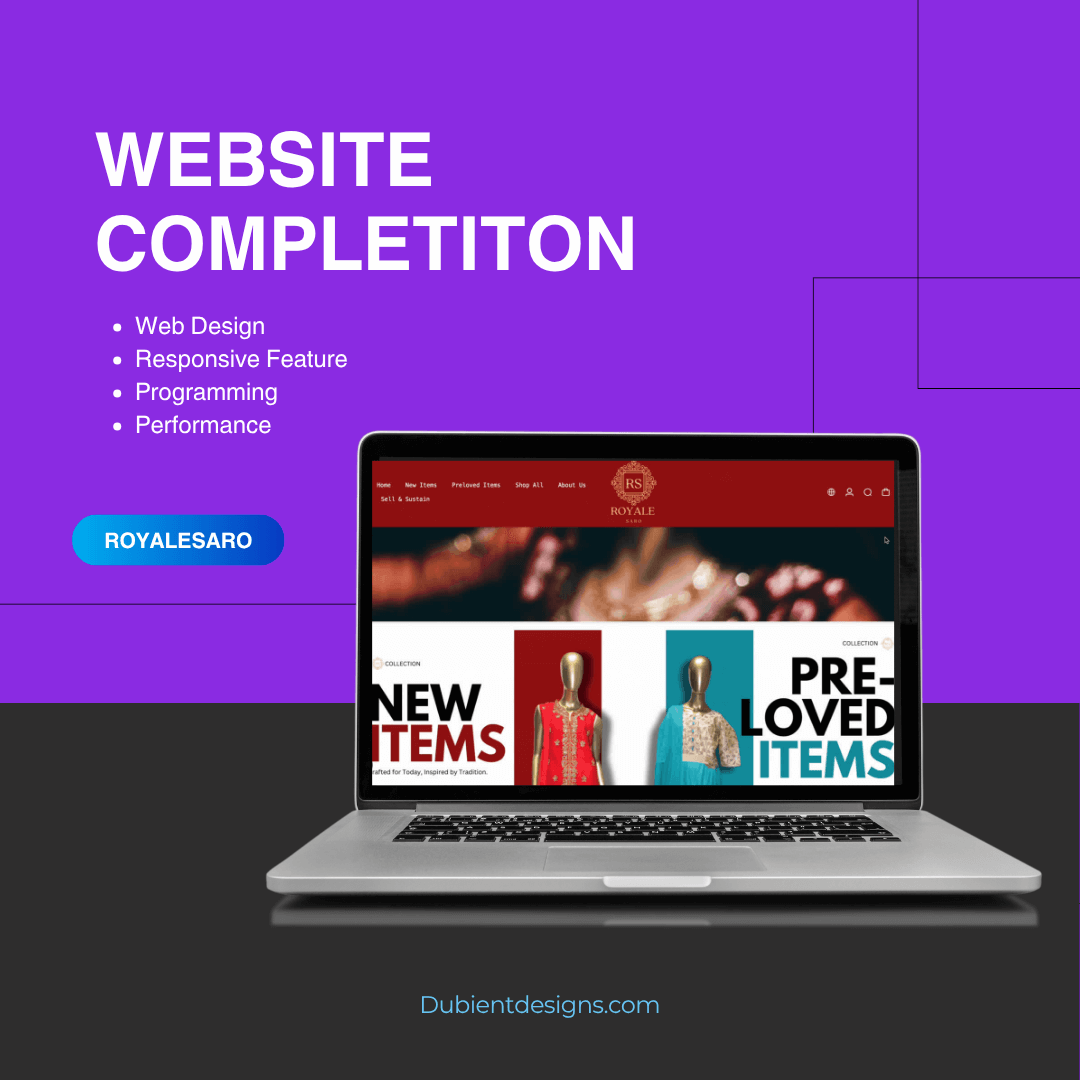 WEBSITE
COMPLETITON
Web Design
Responsive Feature
Programming
Performance
ROYALESARO
Home New Items Preloved Items Shop All About Us
Sell & Sustain
RS
ROYALE
SARO
COLLECTION
NEW
ITEMS
rafted for Today, Inspired by Tradition.
COLLECTION
PRE-
LOVED
ITEMS
Dubientdesigns.com